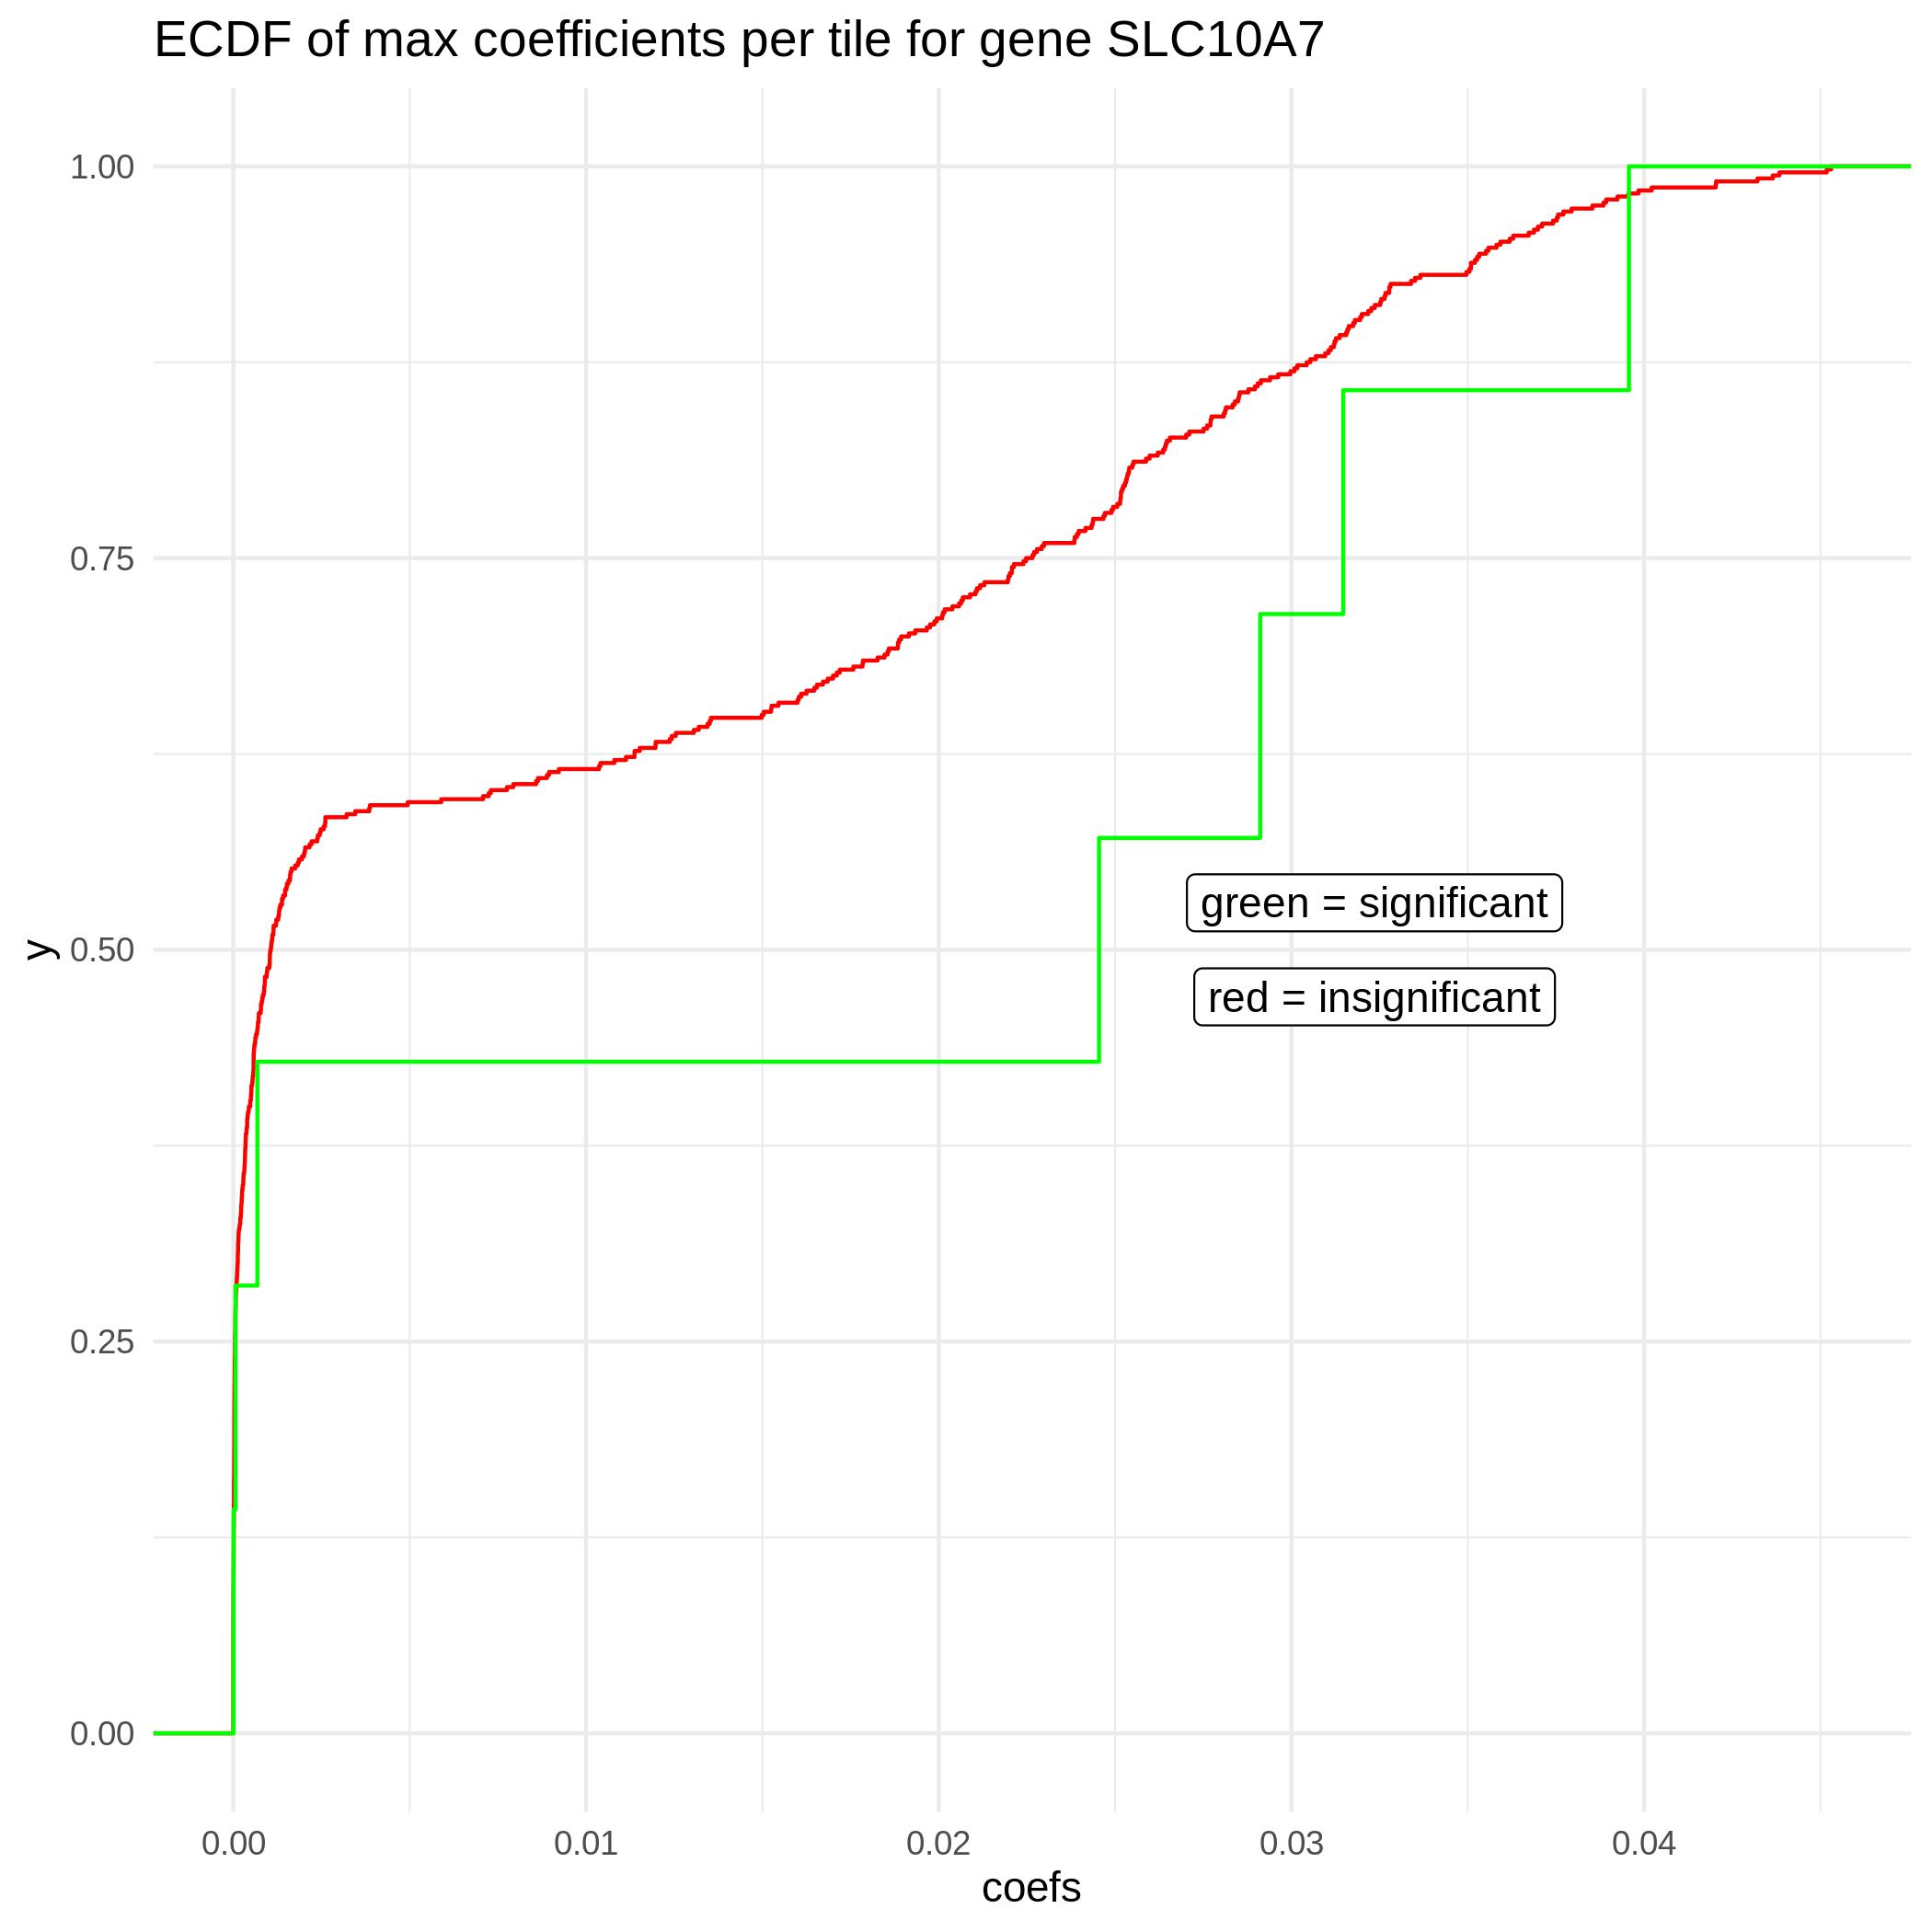 ECDF of max coefficients per tile for gene SLC10A7
1.00
0.75
0.50
0.25
0.00
y
green = significant
red = insignificant
0.00 0.01 0.02 0.03 0.04
coefs